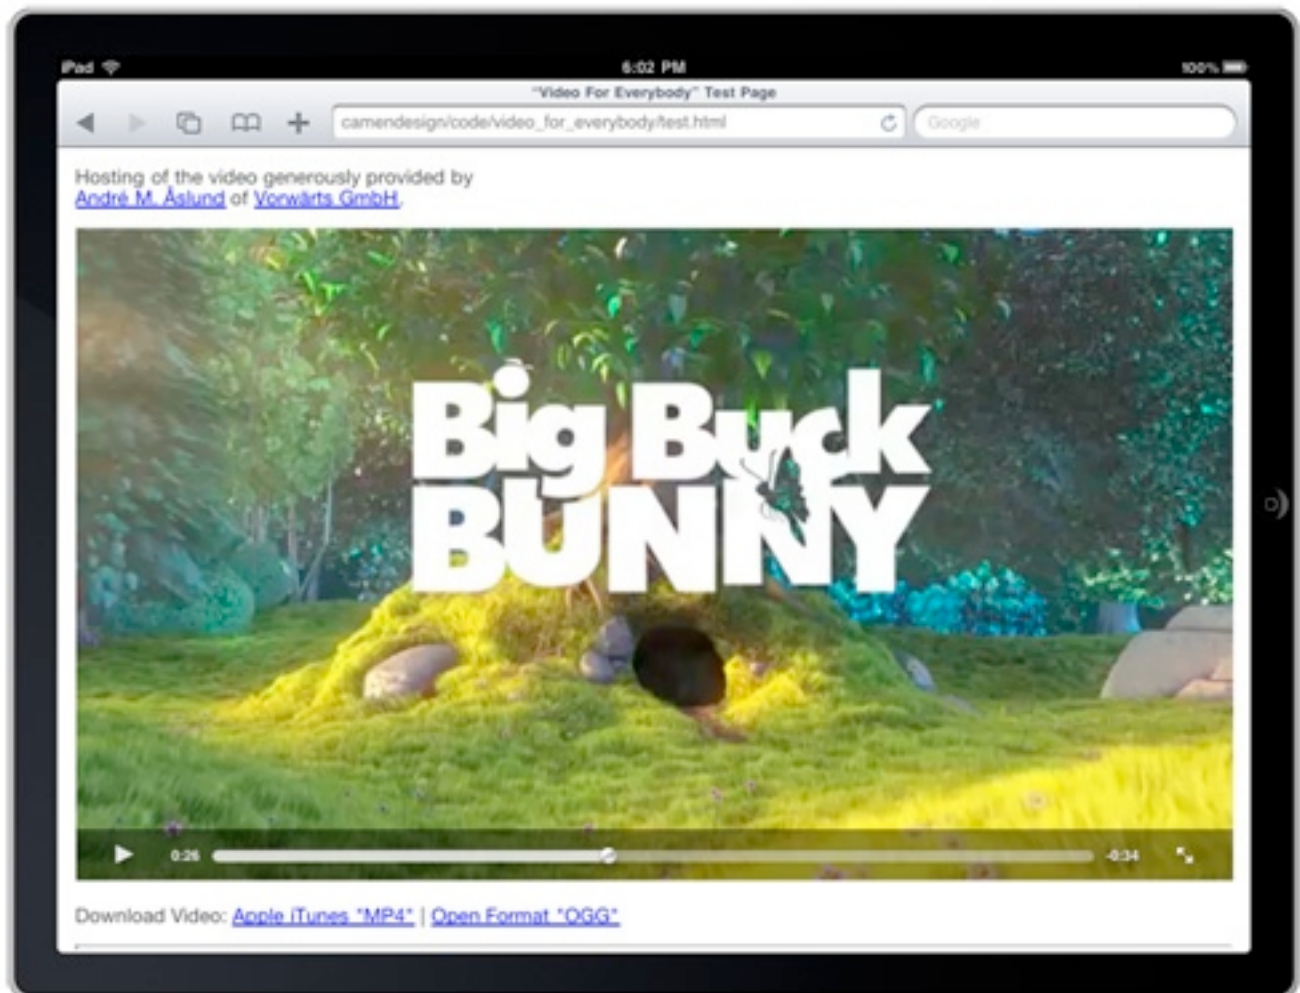 iPad 6:02 PM 100%
"Video For Everybody" Test Page
camendesign/code/video_for_everybody/test.html Google
Hosting of the video generously provided by
André M. Åslund of Vorwärts GmbH.
Big Buck
BUNNY
0:26 -0:34
Download Video: Apple iTunes "MP4" | Open Format "OGG"